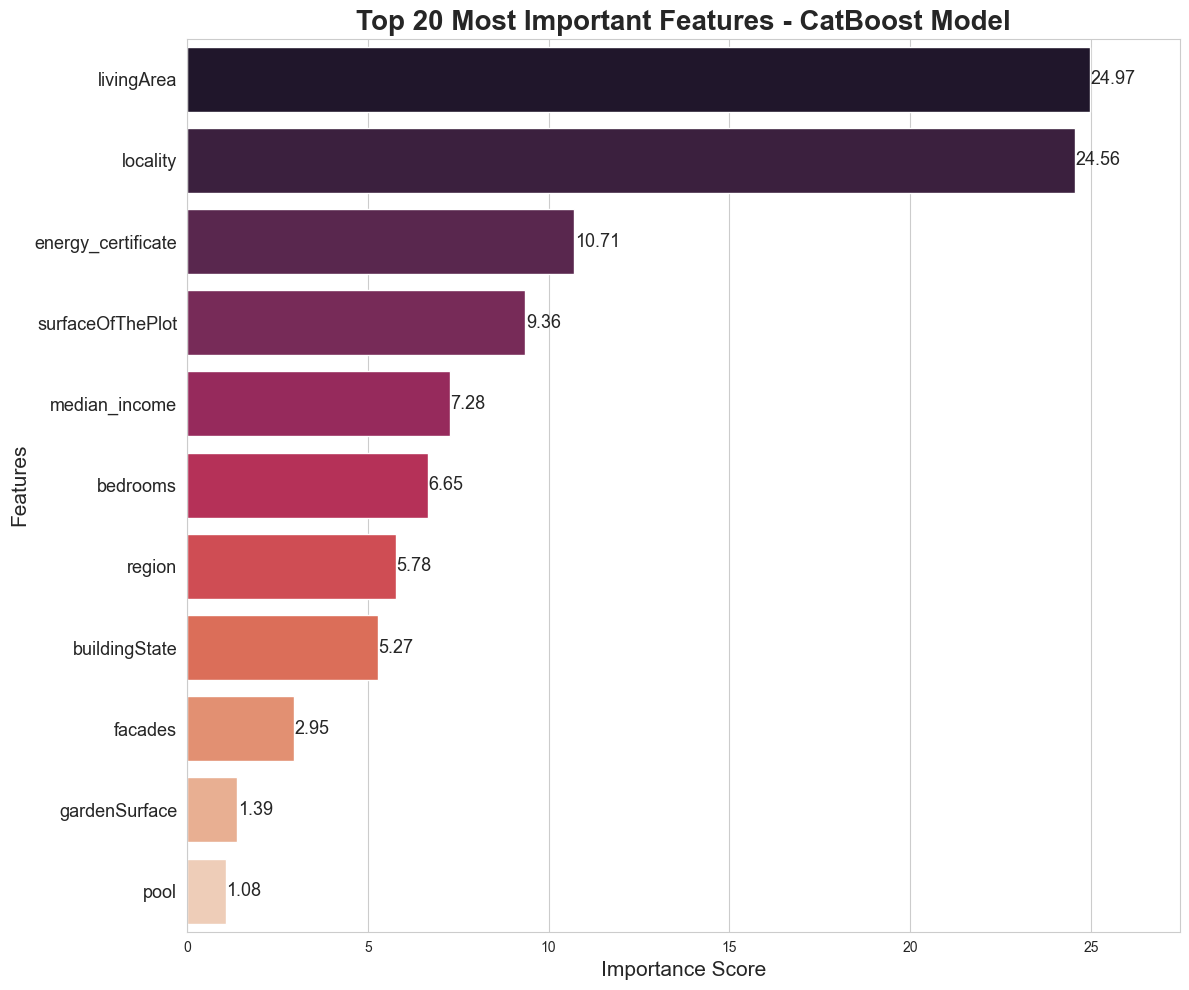 Top 20 Most Important Features - CatBoost Model
livingArea 24.97
locality 24.56
energy_certificate 10.71
surfaceOfThePlot 9.36
median_income 7.28
bedrooms 6.65
region 5.78
buildingState 5.27
facades 2.95
gardenSurface 1.39
pool 1.08
Features
0 5 10 15 20 25
Importance Score